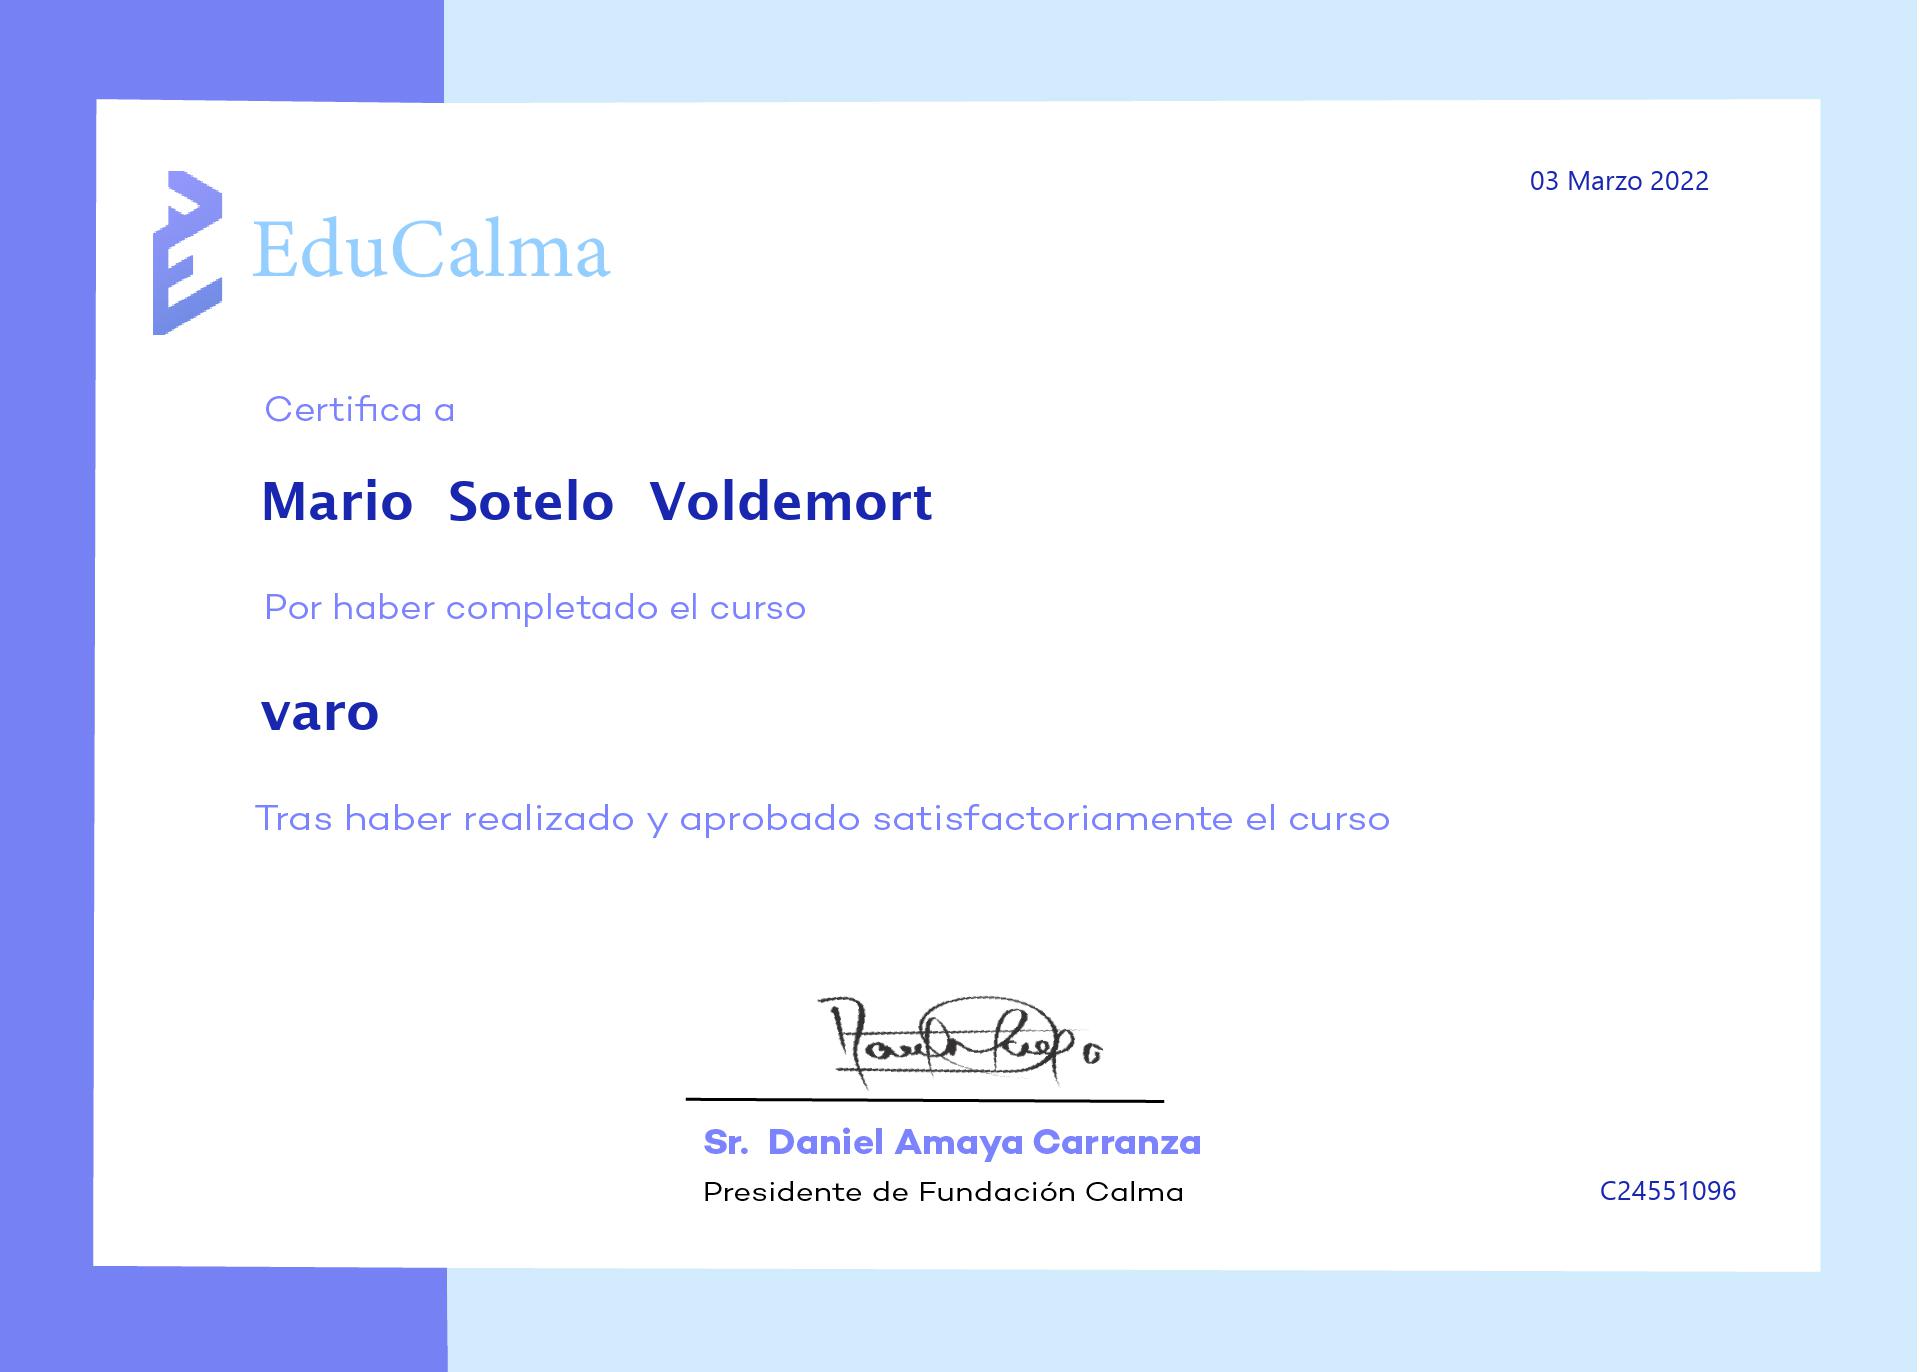 03 Marzo 2022
EduCalma
Certifica a
Mario Sotelo Voldemort
Por haber completado el curso
varo
Tras haber realizado y aprobado satisfactoriamente el curso
Sr. Daniel Amaya Carranza
Presidente de Fundación Calma
C24551096